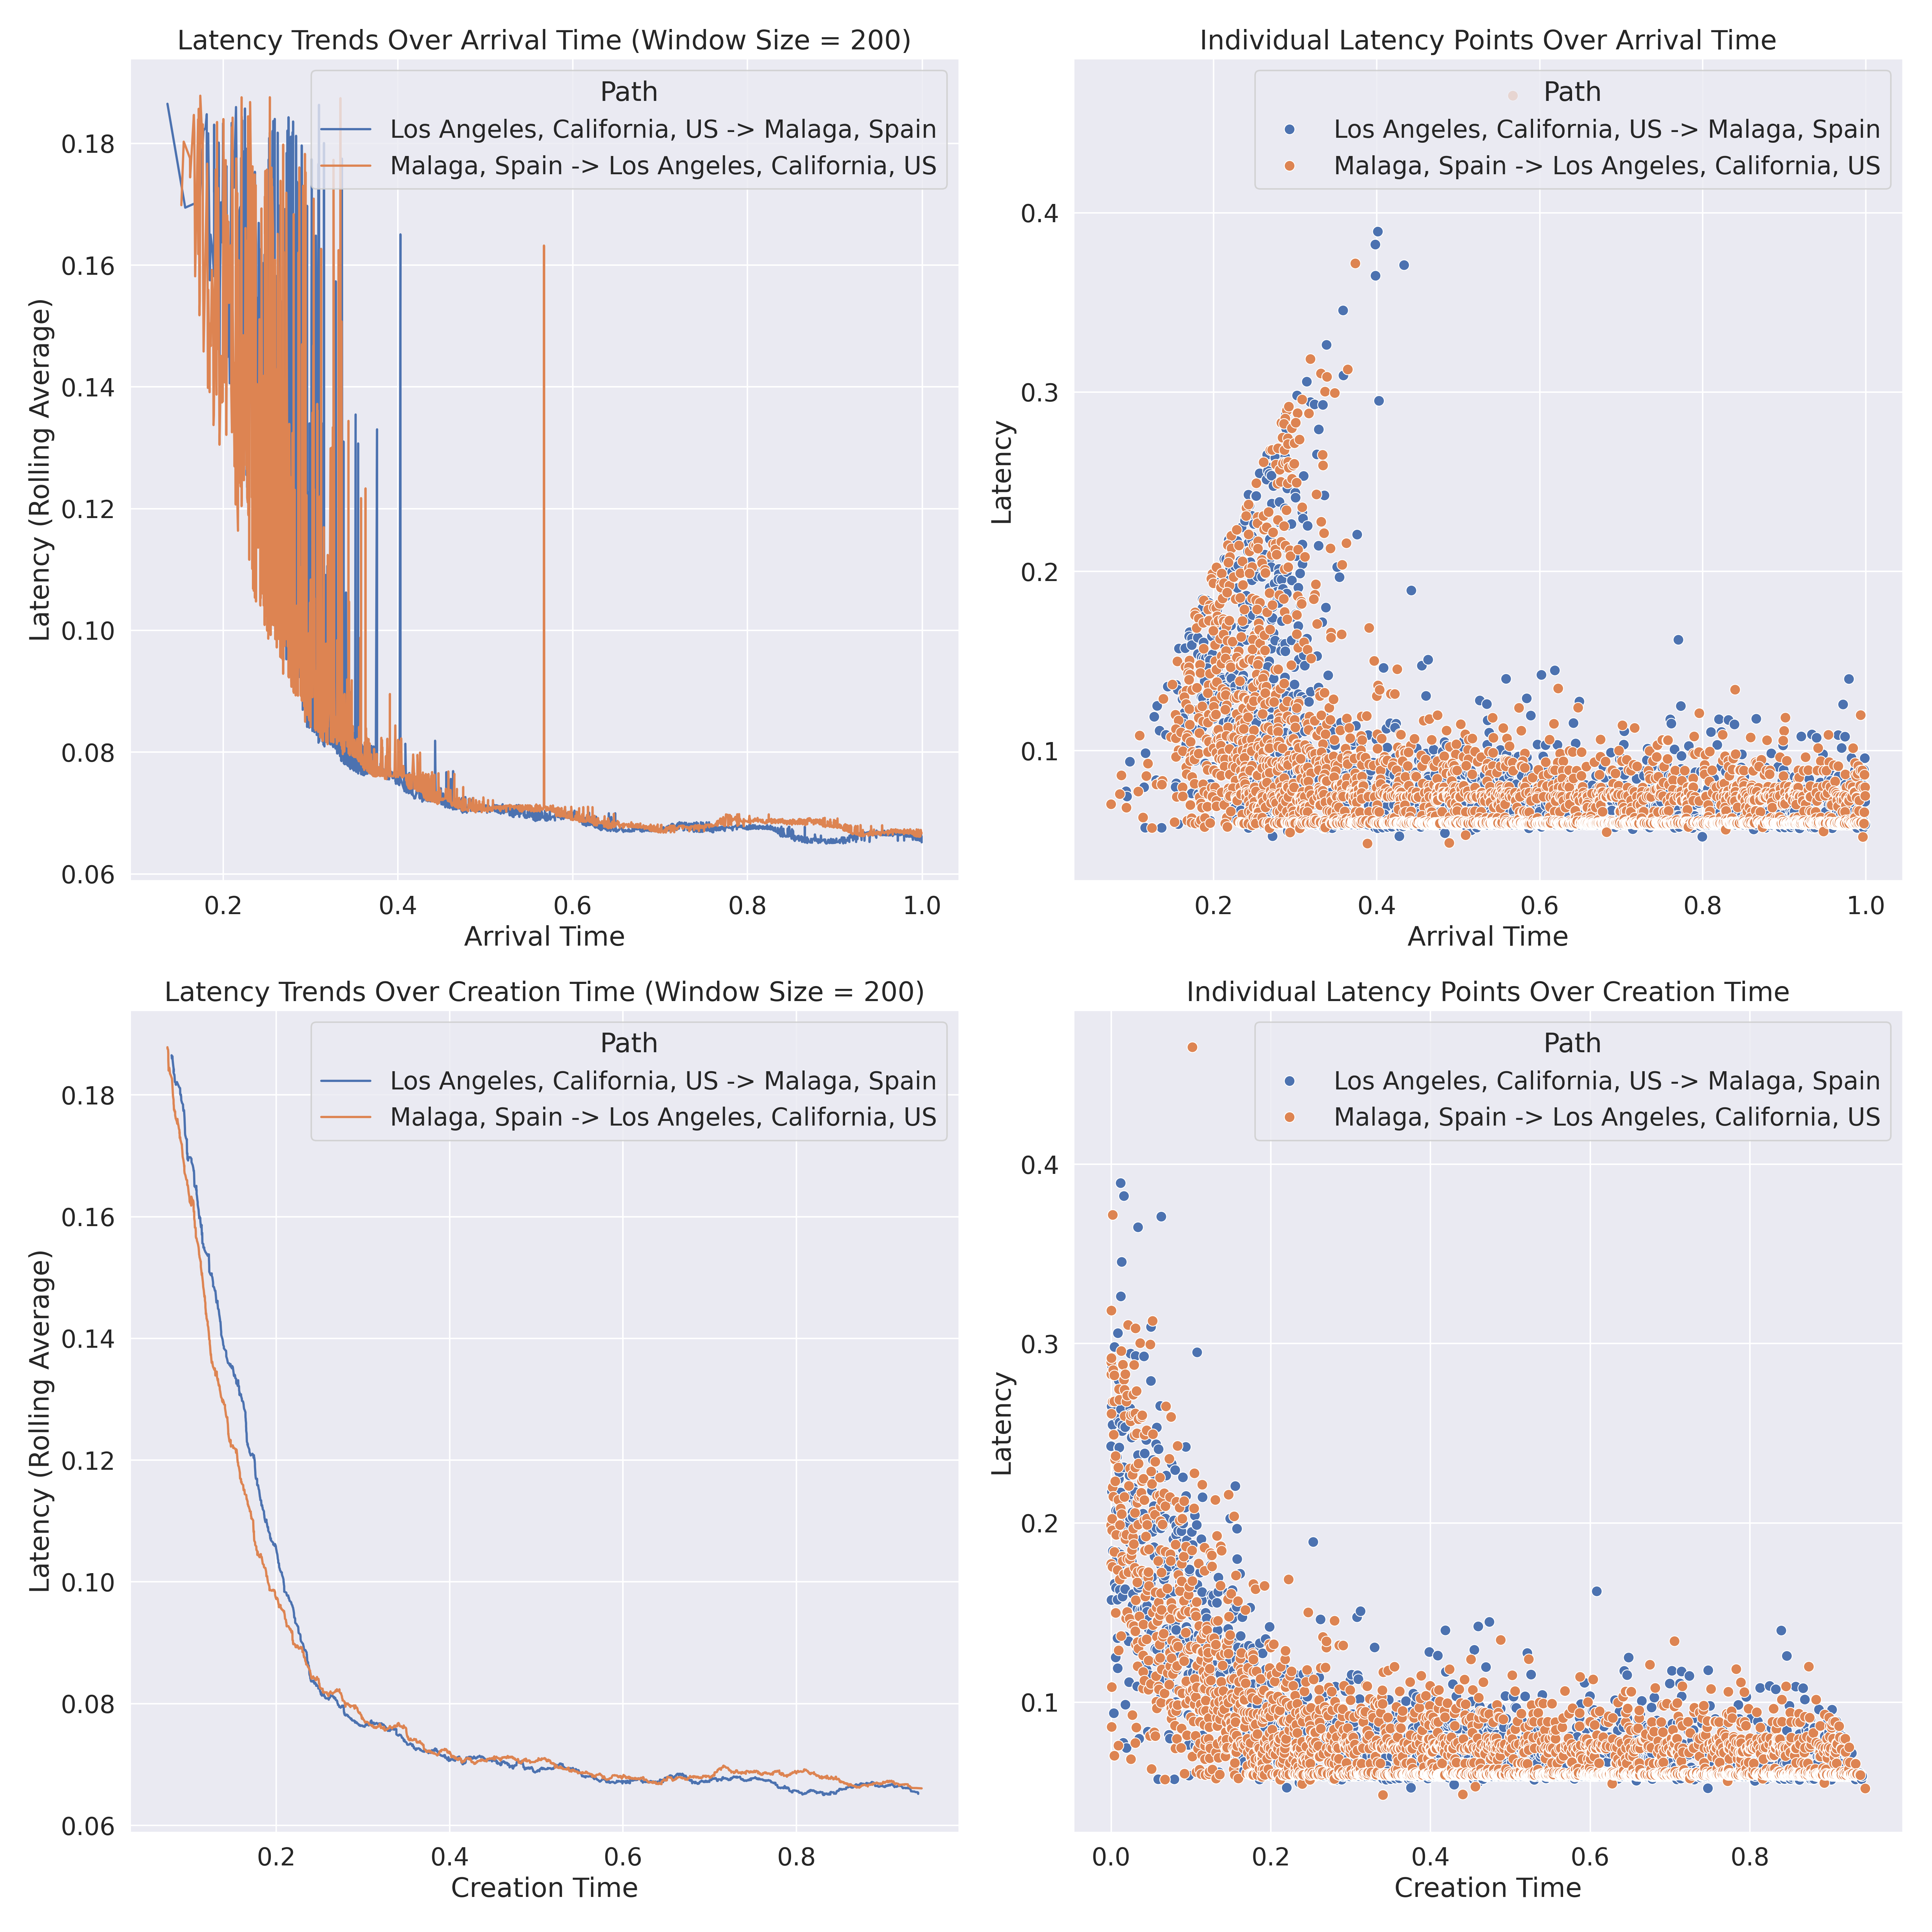 Latency Trends Over Arrival Time (Window Size = 200)
Path
Los Angeles, California, US -> Malaga, Spain
Malaga, Spain -> Los Angeles, California, US
Latency (Rolling Average)
0.18
0.16
0.14
0.12
0.10
0.08
0.06
0.2 0.4 0.6 0.8 1.0
Arrival Time
Individual Latency Points Over Arrival Time
Path
Los Angeles, California, US -> Malaga, Spain
Malaga, Spain -> Los Angeles, California, US
Latency
0.4
0.3
0.2
0.1
0.2 0.4 0.6 0.8 1.0
Arrival Time
Latency Trends Over Creation Time (Window Size = 200)
Path
Los Angeles, California, US -> Malaga, Spain
Malaga, Spain -> Los Angeles, California, US
Latency (Rolling Average)
0.18
0.16
0.14
0.12
0.10
0.08
0.06
0.2 0.4 0.6 0.8
Creation Time
Individual Latency Points Over Creation Time
Path
Los Angeles, California, US -> Malaga, Spain
Malaga, Spain -> Los Angeles, California, US
Latency
0.4
0.3
0.2
0.1
0.0 0.2 0.4 0.6 0.8
Creation Time